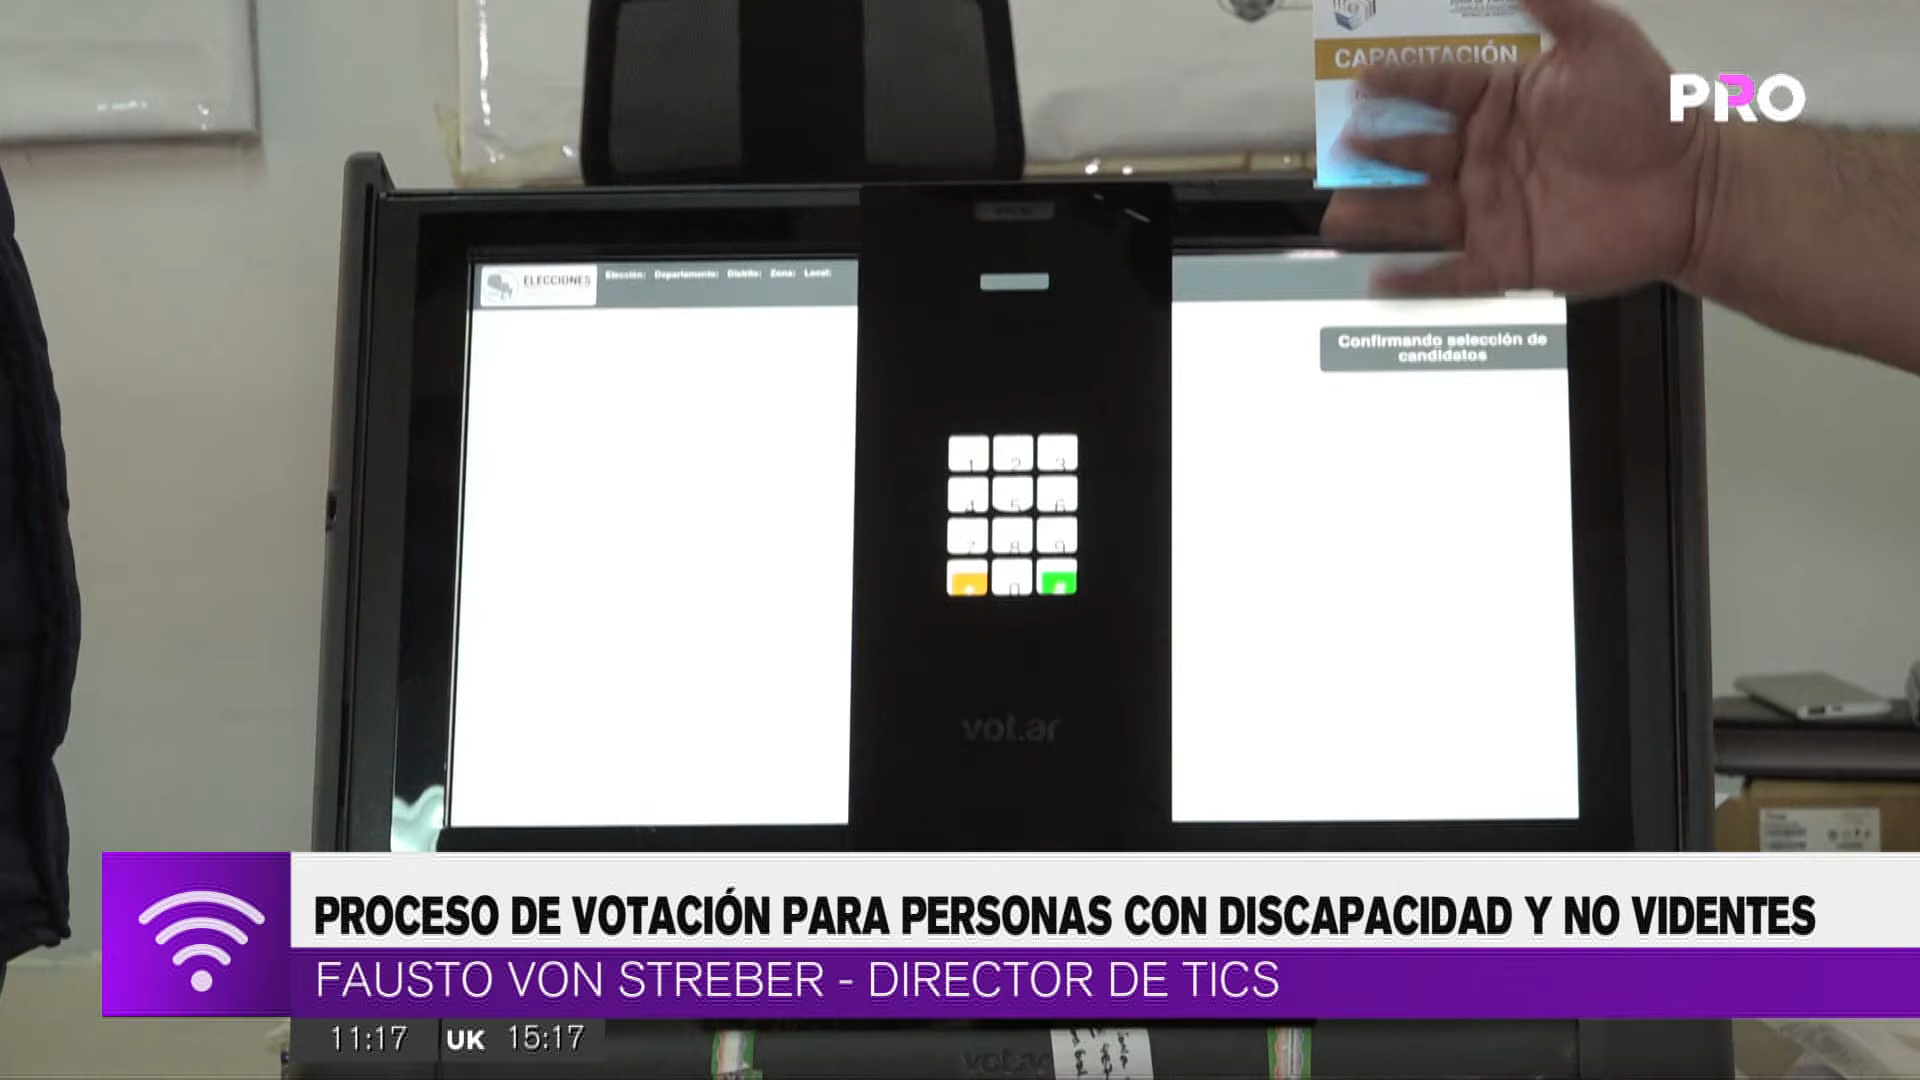 CAPACITACIÓN
PRO
ELECCIONES
Elección: Departamento: Distrito: Zona: Local:
Confirmando selección de
candidatos
1 2 3
4 5 6
7 8 9
0
vot.ar
PROCESO DE VOTACIÓN PARA PERSONAS CON DISCAPACIDAD Y NO VIDENTES
FAUSTO VON STREBER - DIRECTOR DE TICS
11:17 UK 15:17
vot.ar